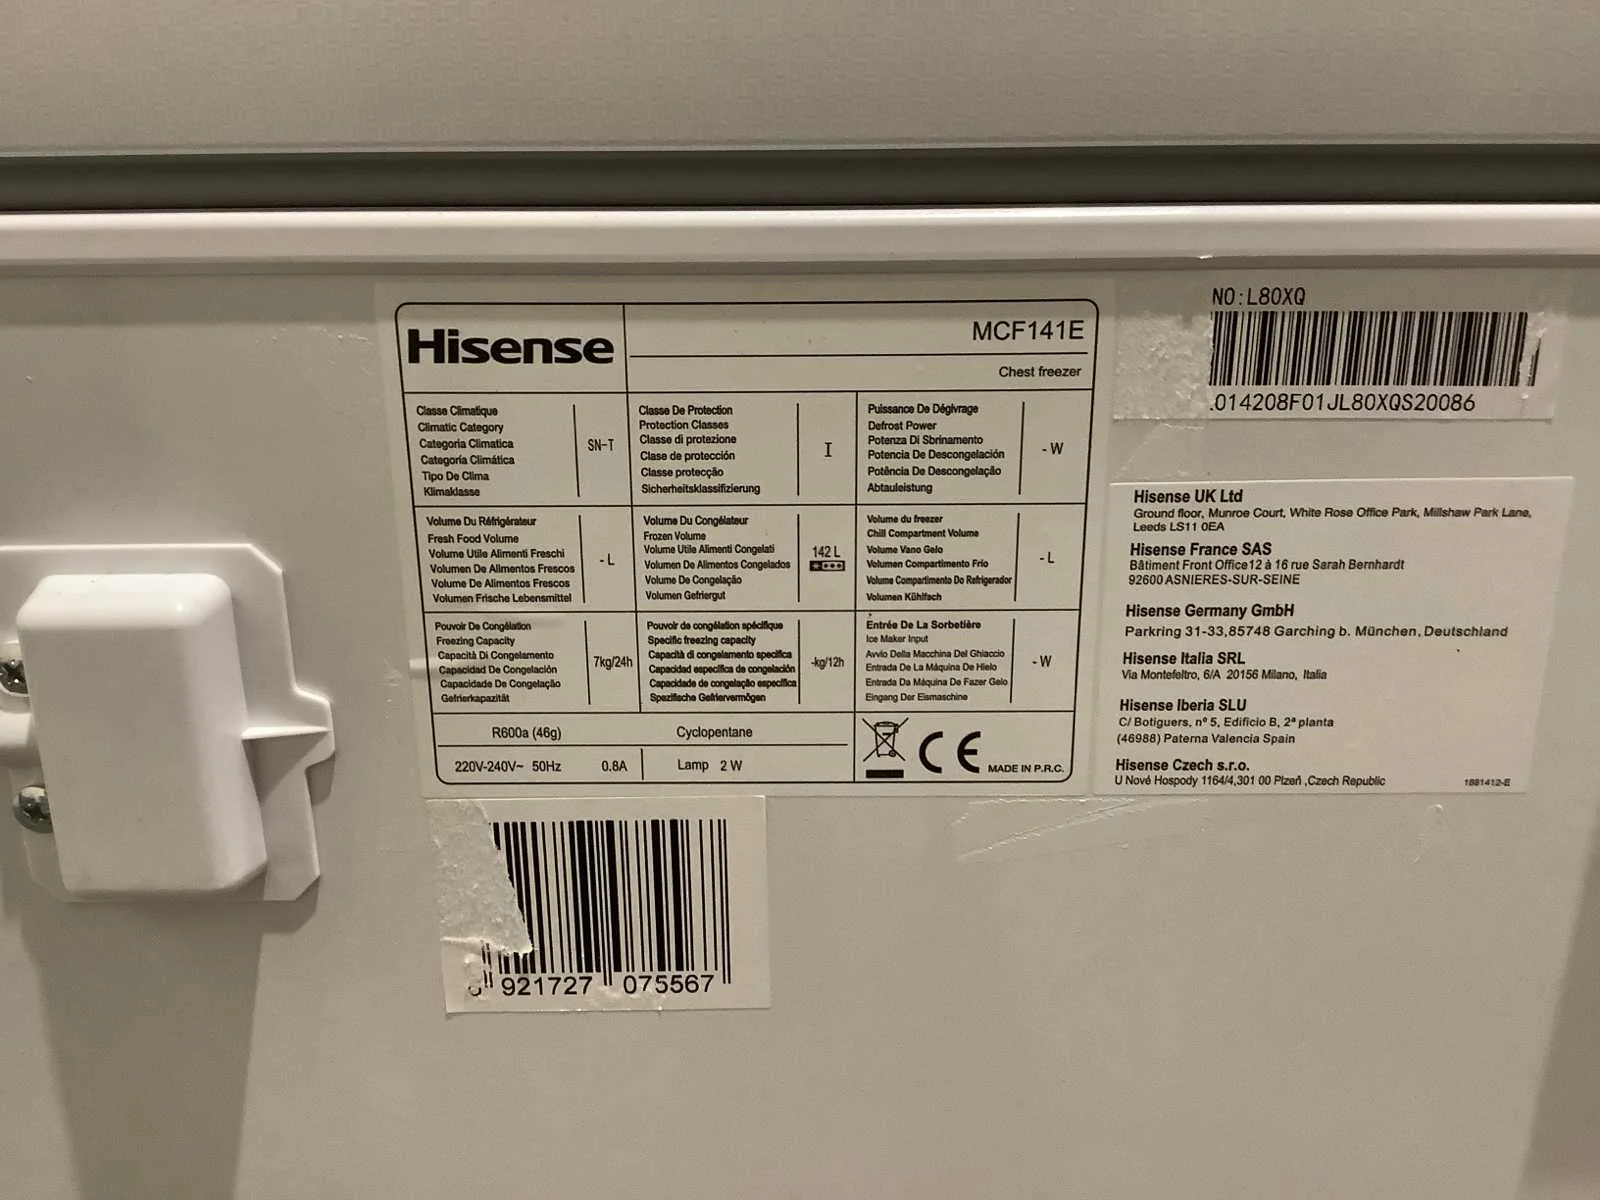 Hisense
MCF141E
Chest freezer
Classe Climatique
Climatic Category
Categoria Climatica
Categoría Climática
Tipo De Clima
Klimaklasse
SN-T
Classe De Protection
Protection Classes
Classe di protezione
Clase de protección
Classe protecção
Sicherheitsklassifizierung
I
Puissance De Dégivrage
Defrost Power
Potenza Di Sbrinamento
Potencia De Descongelación
Potência De Descongelação
Abtauleistung
- W
Volume Du Réfrigérateur
Fresh Food Volume
Volume Utile Alimenti Freschi
Volumen De Alimentos Frescos
Volume De Alimentos Frescos
Volumen Frische Lebensmittel
- L
Volume Du Congélateur
Frozen Volume
Volume Utile Alimenti Congelati
Volumen De Alimentos Congelados
Volume De Congelação
Volumen Gefriergut
142 L
Volume du freezer
Chill Compartment Volume
Volume Vano Gelo
Volumen Compartimento Frio
Volume Compartimento Do Refrigerador
Volumen Kühlfach
- L
Pouvoir De Congélation
Freezing Capacity
Capacità Di Congelamento
Capacidad De Congelación
Capacidade De Congelação
Gefrierkapazität
7kg/24h
Pouvoir de congélation spécifique
Specific freezing capacity
Capacità di congelamento specifica
Capacidad específica de congelación
Capacidade de congelação específica
Spezifische Gefriervermögen
-kg/12h
Entrée De La Sorbetière
Ice Maker Input
Avvio Della Macchina Del Ghiaccio
Entrada De La Máquina De Hielo
Entrada Da Máquina De Fazer Gelo
Eingang Der Eismaschine
- W
R600a (46g)
Cyclopentane
220V-240V~ 50Hz
0.8A
Lamp 2 W
CE
MADE IN P.R.C.
NO:L80XQ
.014208F01JL80XQS20086
Hisense UK Ltd
Ground floor, Munroe Court, White Rose Office Park, Millshaw Park Lane,
Leeds LS11 0EA
Hisense France SAS
Bâtiment Front Office12 à 16 rue Sarah Bernhardt
92600 ASNIERES-SUR-SEINE
Hisense Germany GmbH
Parkring 31-33,85748 Garching b. München, Deutschland
Hisense Italia SRL
Via Montefeltro, 6/A 20156 Milano, Italia
Hisense Iberia SLU
C/ Botiguers, nº 5, Edificio B, 2ª planta
(46988) Paterna Valencia Spain
Hisense Czech s.r.o.
U Nové Hospody 1164/4,301 00 Plzeň ,Czech Republic
1881412-E
921727 075567